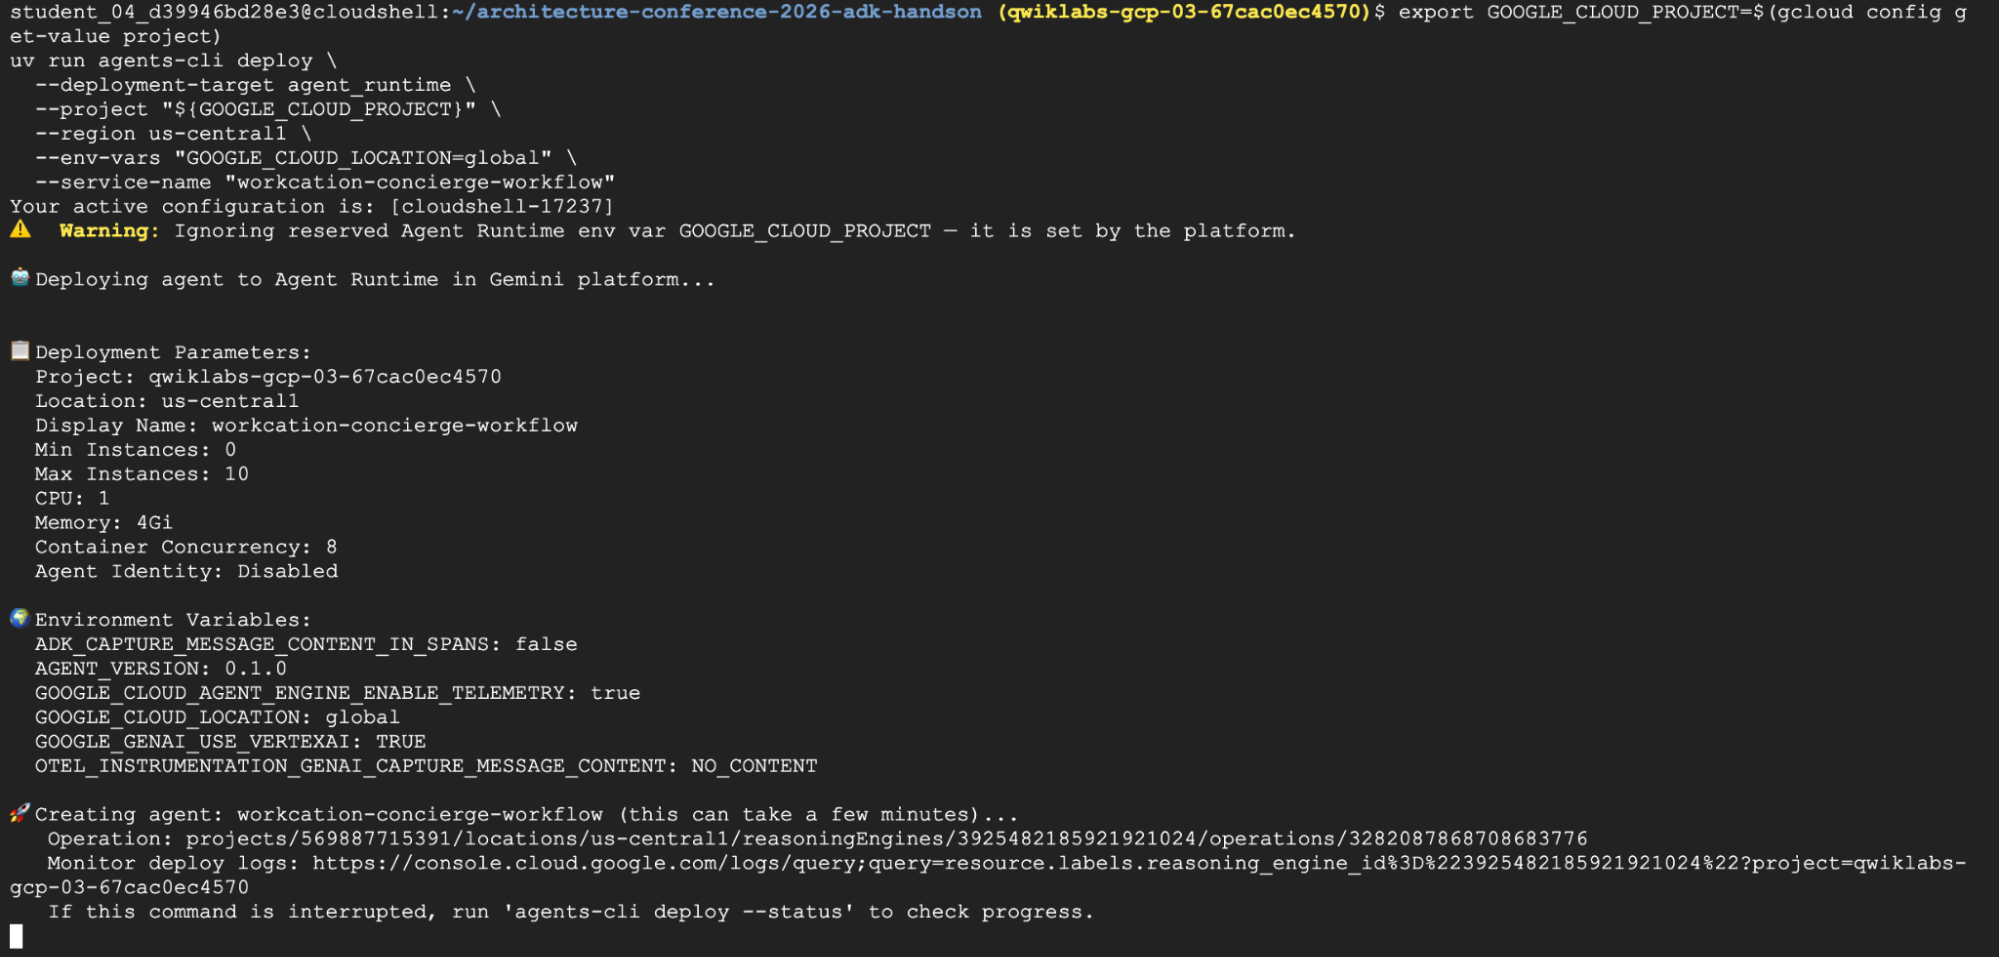 student_04_d39946bd28e3@cloudshell:~/architecture-conference-2026-adk-handson (qwiklabs-gcp-03-67cac0ec4570)$ export GOOGLE_CLOUD_PROJECT=$(gcloud config g
et-value project)
uv run agents-cli deploy \
  --deployment-target agent_runtime \
  --project "${GOOGLE_CLOUD_PROJECT}" \
  --region us-central1 \
  --env-vars "GOOGLE_CLOUD_LOCATION=global" \
  --service-name "workcation-concierge-workflow"
Your active configuration is: [cloudshell-17237]
⚠️  Warning: Ignoring reserved Agent Runtime env var GOOGLE_CLOUD_PROJECT — it is set by the platform.
🤖 Deploying agent to Agent Runtime in Gemini platform...
📋 Deployment Parameters:
  Project: qwiklabs-gcp-03-67cac0ec4570
  Location: us-central1
  Display Name: workcation-concierge-workflow
  Min Instances: 0
  Max Instances: 10
  CPU: 1
  Memory: 4Gi
  Container Concurrency: 8
  Agent Identity: Disabled
🌍 Environment Variables:
  ADK_CAPTURE_MESSAGE_CONTENT_IN_SPANS: false
  AGENT_VERSION: 0.1.0
  GOOGLE_CLOUD_AGENT_ENGINE_ENABLE_TELEMETRY: true
  GOOGLE_CLOUD_LOCATION: global
  GOOGLE_GENAI_USE_VERTEXAI: TRUE
  OTEL_INSTRUMENTATION_GENAI_CAPTURE_MESSAGE_CONTENT: NO_CONTENT
🚀 Creating agent: workcation-concierge-workflow (this can take a few minutes)...
   Operation: projects/569887715391/locations/us-central1/reasoningEngines/3925482185921921024/operations/3282087868708683776
   Monitor deploy logs: https://console.cloud.google.com/logs/query;query=resource.labels.reasoning_engine_id%3D%223925482185921921024%22?project=qwiklabs-
gcp-03-67cac0ec4570
   If this command is interrupted, run 'agents-cli deploy --status' to check progress.